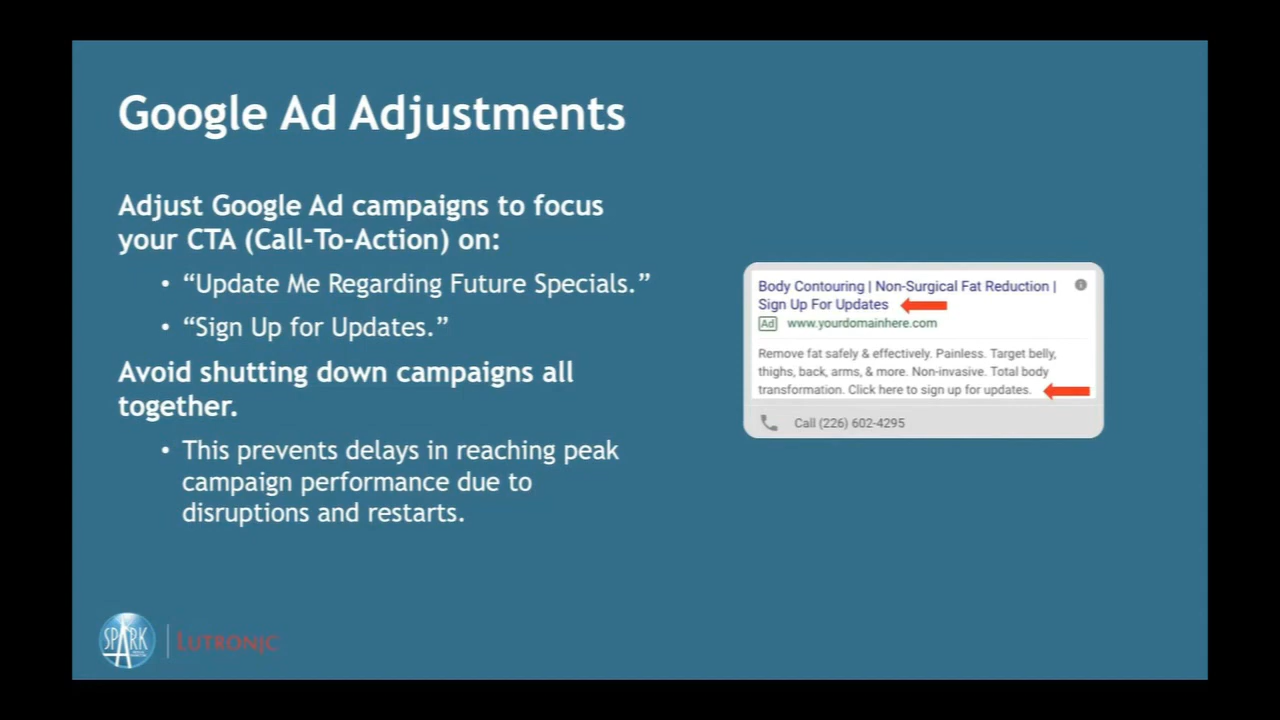 Google Ad Adjustments
Adjust Google Ad campaigns to focus
your CTA (Call-To-Action) on:
• “Update Me Regarding Future Specials.”
• “Sign Up for Updates.”
Avoid shutting down campaigns all
together.
• This prevents delays in reaching peak
campaign performance due to
disruptions and restarts.
Body Contouring | Non-Surgical Fat Reduction |
Sign Up For Updates
Ad www.yourdomainhere.com
Remove fat safely & effectively. Painless. Target belly,
thighs, back, arms, & more. Non-invasive. Total body
transformation. Click here to sign up for updates.
Call (226) 602-4295
SPARK
LUTRONIC